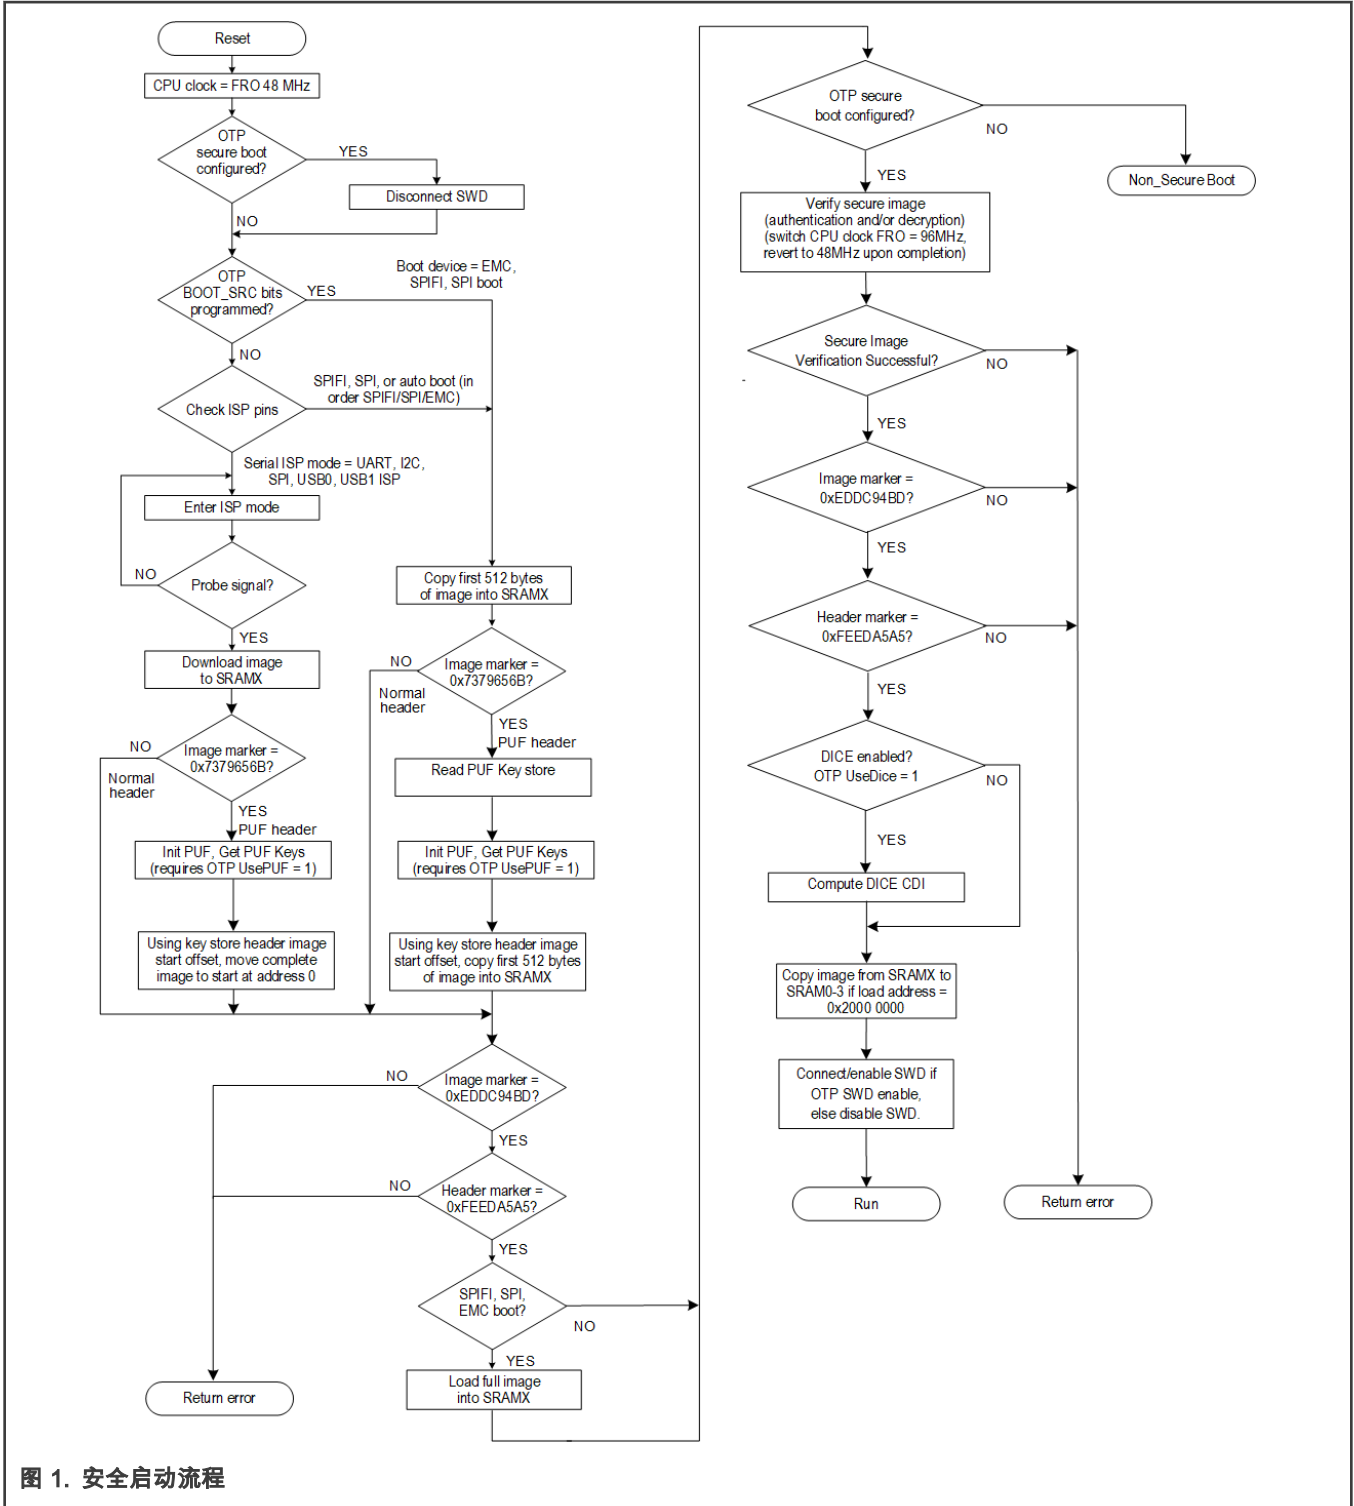 Reset
CPU clock = FRO 48 MHz
OTP
secure boot
configured?
YES
Disconnect SWD
NO
OTP
BOOT_SRC bits
programmed?
YES
Boot device = EMC,
SPIFI, SPI boot
NO
Check ISP pins
SPIFI, SPI, or auto boot (in
order SPIFI/SPI/EMC)
Serial ISP mode = UART, I2C,
SPI, USB0, USB1 ISP
Enter ISP mode
Probe signal?
NO
YES
Download image
to SRAMX
Image marker =
0x7379656B?
NO
Normal
header
YES
PUF header
Init PUF, Get PUF Keys
(requires OTP UsePUF = 1)
Using key store header image
start offset, move complete
image to start at address 0
Copy first 512 bytes
of image into SRAMX
Image marker =
0x7379656B?
NO
Normal
header
YES
PUF header
Read PUF Key store
Init PUF, Get PUF Keys
(requires OTP UsePUF = 1)
Using key store header image
start offset, copy first 512 bytes
of image into SRAMX
Image marker =
0xEDDC94BD?
NO
YES
Header marker =
0xFEEDA5A5?
NO
YES
SPIFI, SPI,
EMC boot?
NO
YES
Load full image
into SRAMX
Return error
OTP secure
boot configured?
NO
Non_Secure Boot
YES
Verify secure image
(authentication and/or decryption)
(switch CPU clock FRO = 96MHz,
revert to 48MHz upon completion)
Secure Image
Verification Successful?
NO
YES
Image marker =
0xEDDC94BD?
NO
YES
Header marker =
0xFEEDA5A5?
NO
YES
DICE enabled?
OTP UseDice = 1
NO
YES
Compute DICE CDI
Copy image from SRAMX to
SRAM0-3 if load address =
0x2000 0000
Connect/enable SWD if
OTP SWD enable,
else disable SWD.
Run
Return error
图 1. 安全启动流程